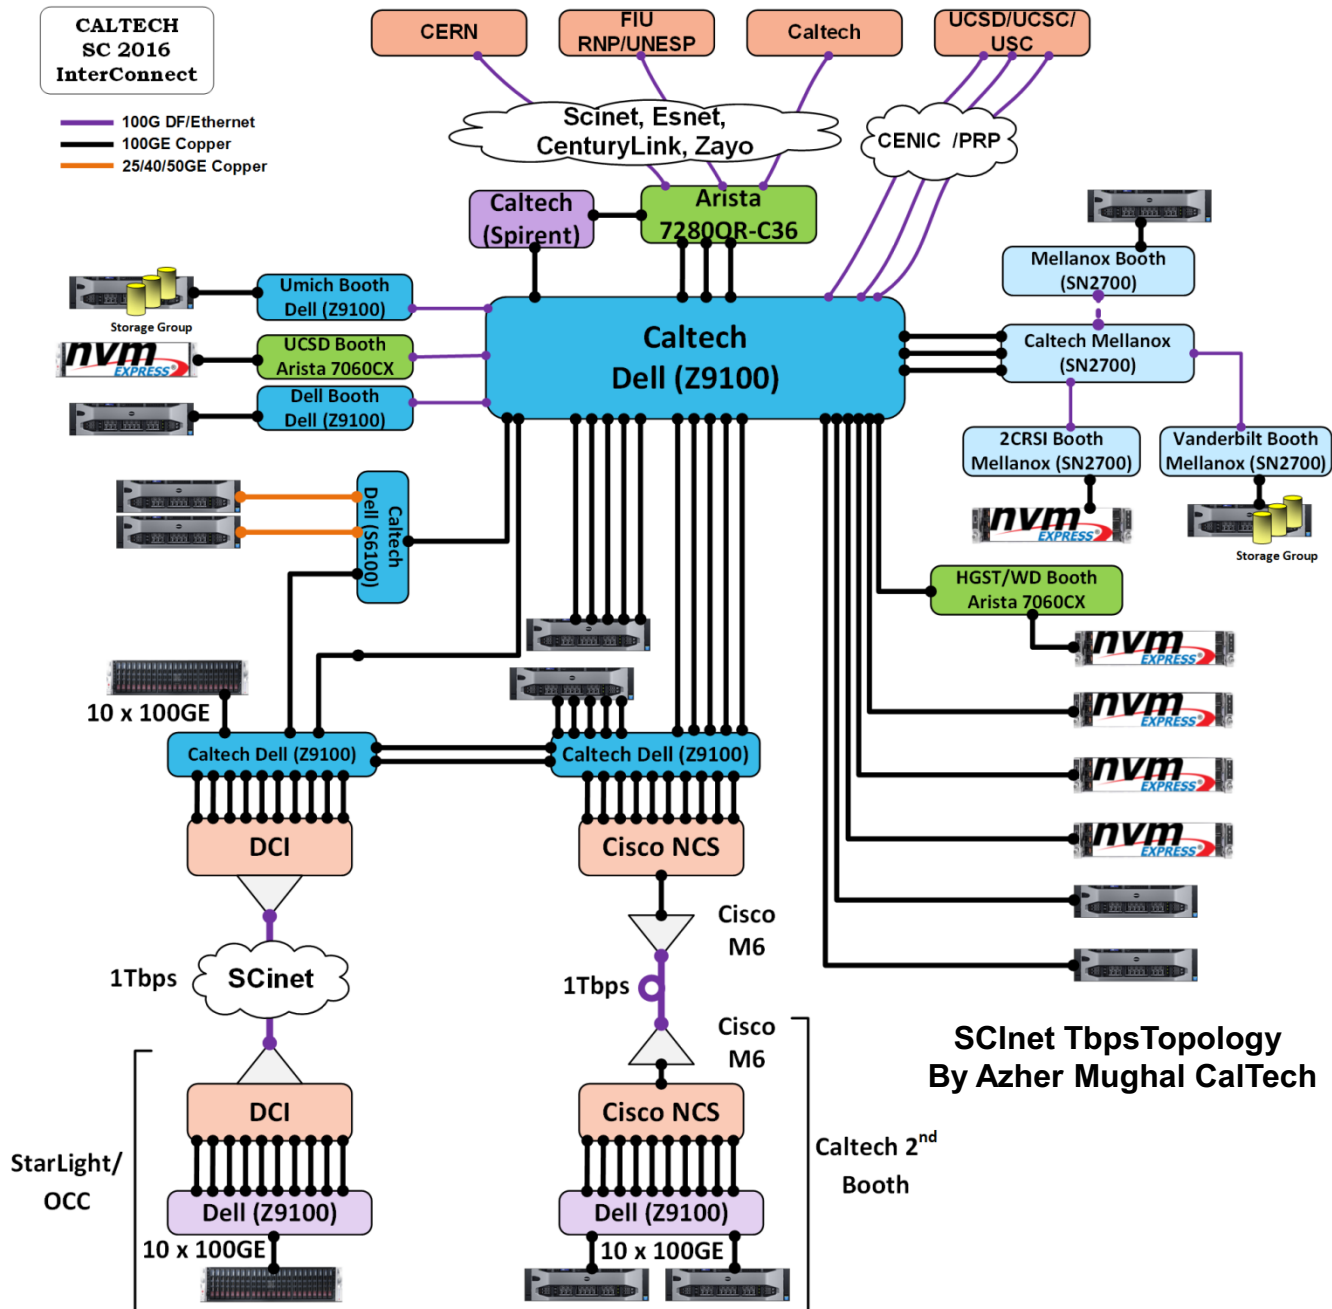 CALTECH
SC 2016
InterConnect
100G DF/Ethernet
100GE Copper
25/40/50GE Copper
CERN
FIU
RNP/UNESP
Caltech
UCSD/UCSC/
USC
Scinet, Esnet,
CenturyLink, Zayo
CENIC /PRP
Caltech
(Spirent)
Arista
7280QR-C36
Mellanox Booth
(SN2700)
Umich Booth
Dell (Z9100)
Storage Group
UCSD Booth
Arista 7060CX
nvm
EXPRESS®
Dell Booth
Dell (Z9100)
Caltech
Dell (Z9100)
Caltech Mellanox
(SN2700)
2CRSI Booth
Mellanox (SN2700)
Vanderbilt Booth
Mellanox (SN2700)
nvm
EXPRESS®
Storage Group
Caltech
Dell (S6100)
HGST/WD Booth
Arista 7060CX
nvm
EXPRESS®
nvm
EXPRESS®
nvm
EXPRESS®
nvm
EXPRESS®
10 x 100GE
Caltech Dell (Z9100)
Caltech Dell (Z9100)
DCI
Cisco NCS
Cisco
M6
1Tbps
SCinet
1Tbps
Cisco
M6
SCInet TbpsTopology
By Azher Mughal CalTech
DCI
Cisco NCS
StarLight/
OCC
Caltech 2nd
Booth
Dell (Z9100)
Dell (Z9100)
10 x 100GE
10 x 100GE